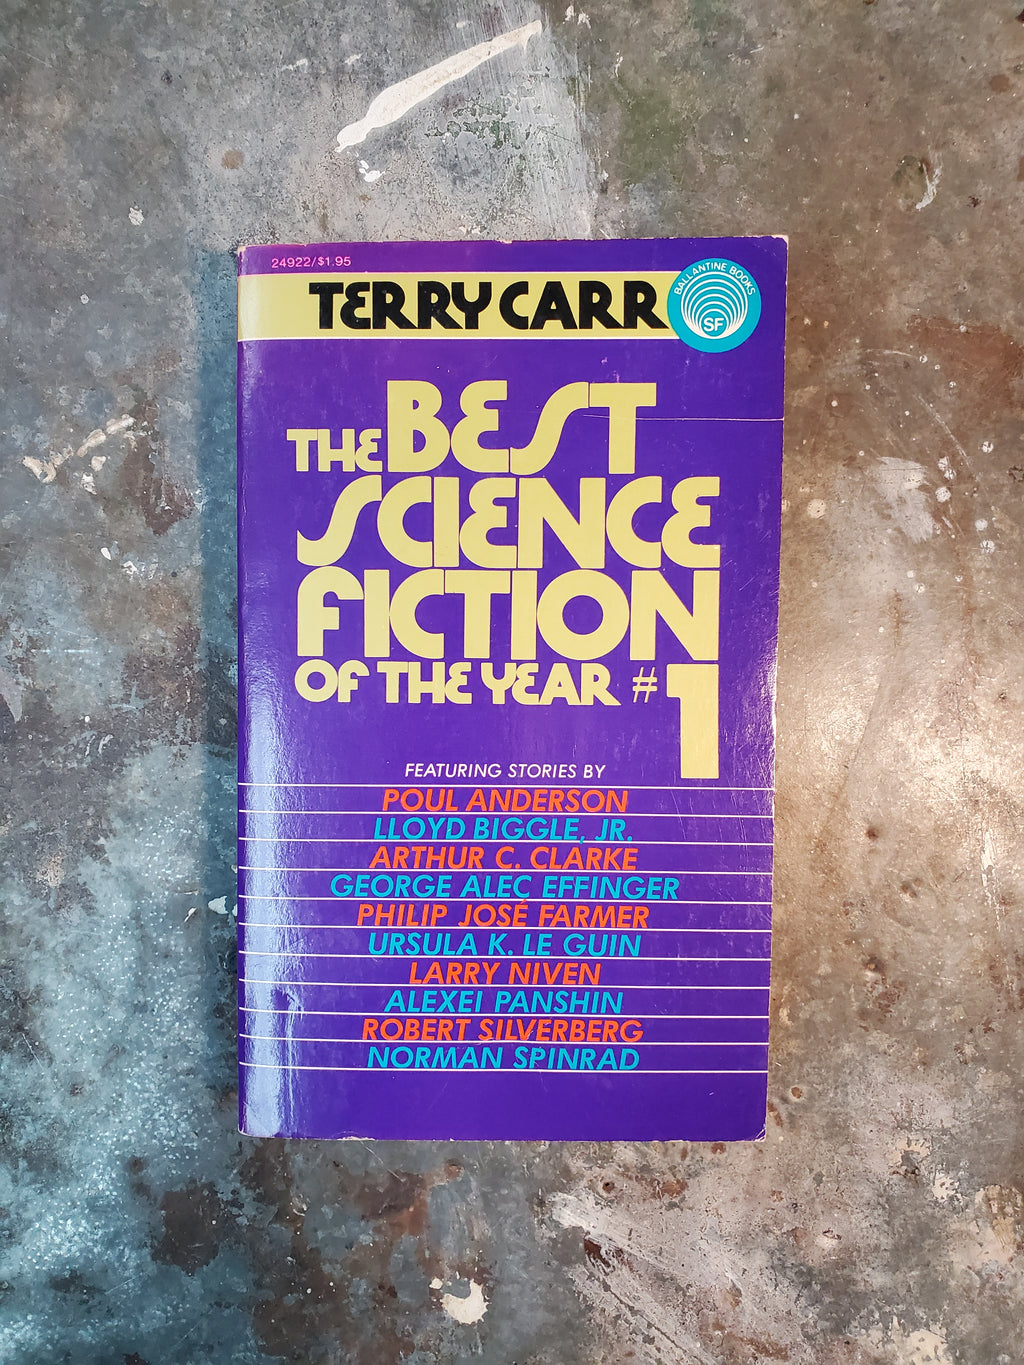 24922/$1.95
TERRY CARR
BALLANTINE BOOKS
SF
THE BEST
SCIENCE
FICTION
OF THE YEAR #1
FEATURING STORIES BY
POUL ANDERSON
LLOYD BIGGLE, JR.
ARTHUR C. CLARKE
GEORGE ALEC EFFINGER
PHILIP JOSÉ FARMER
URSULA K. LE GUIN
LARRY NIVEN
ALEXEI PANSHIN
ROBERT SILVERBERG
NORMAN SPINRAD